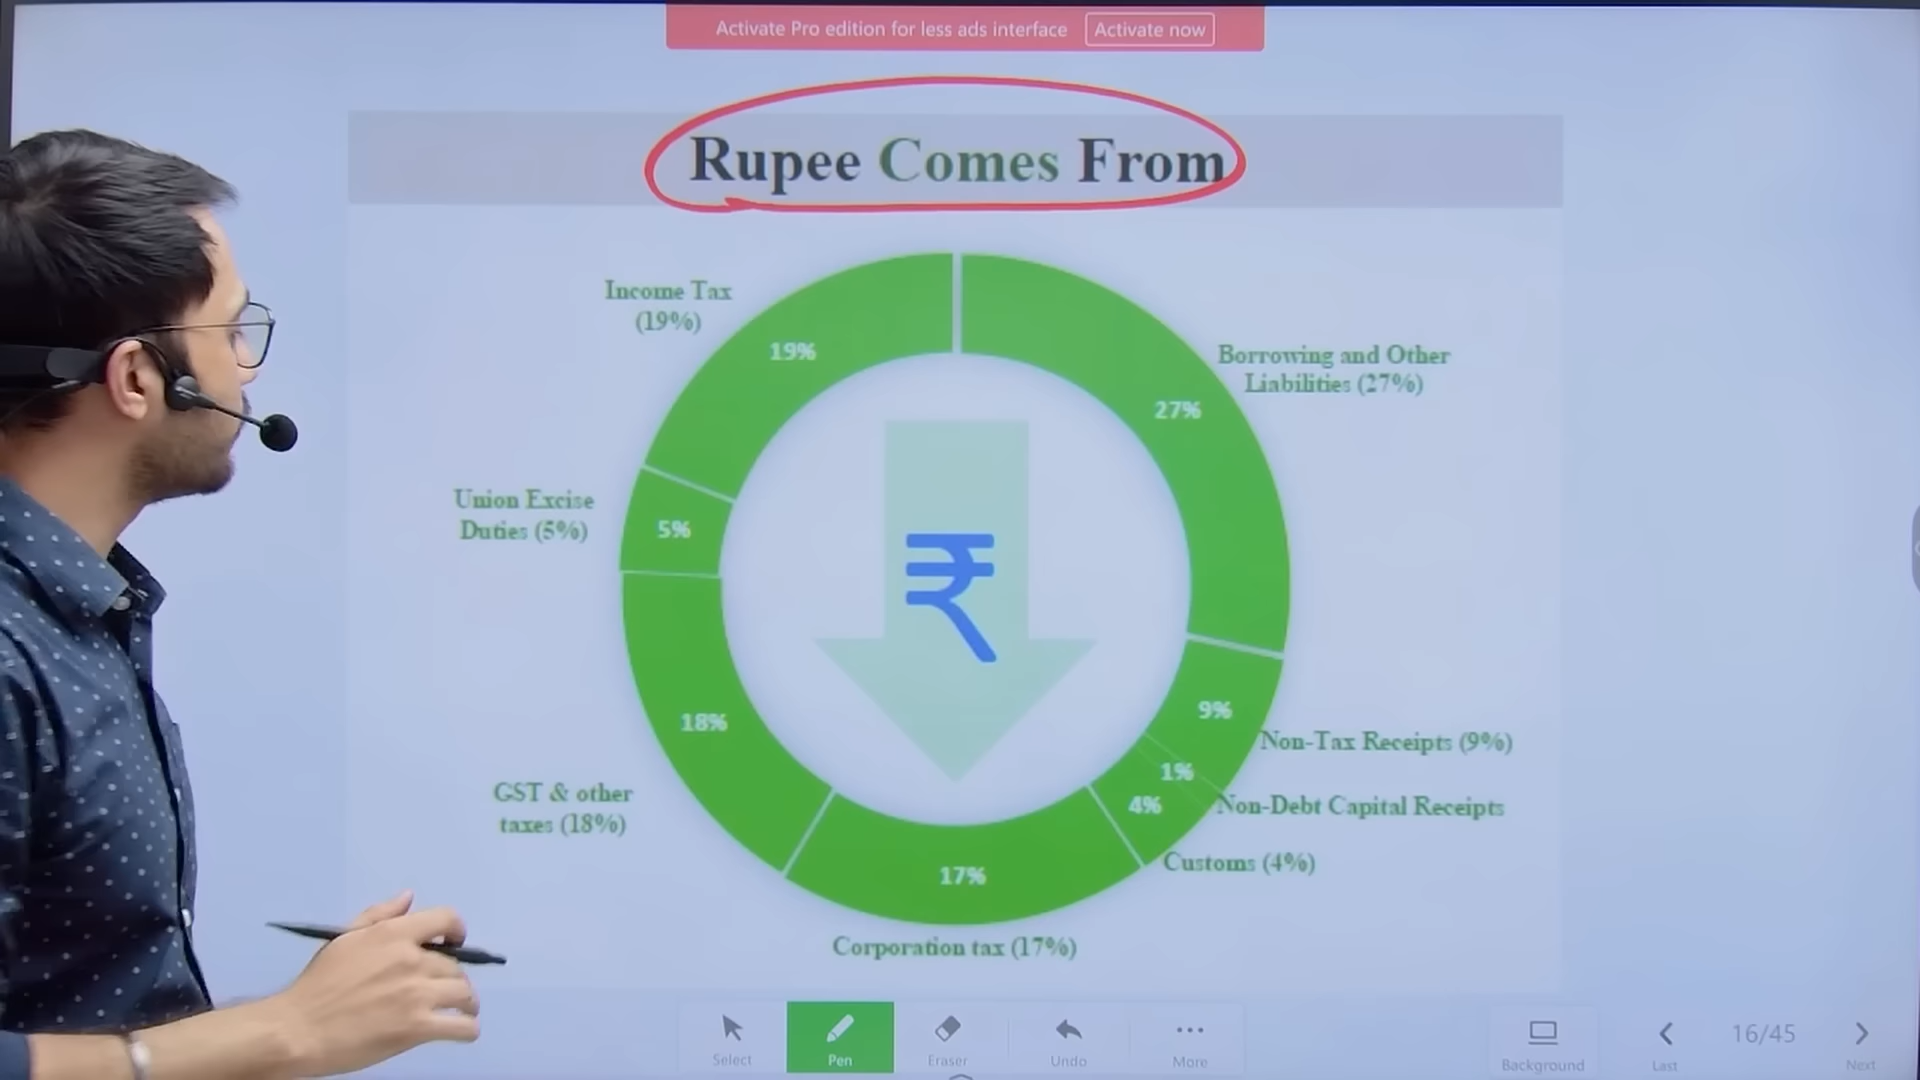 Activate Pro edition for less ads interface Activate now
Rupee Comes From
Income Tax
(19%)
19%
Borrowing and Other
Liabilities (27%)
27%
Union Excise
Duties (5%)
5%
₹
18%
9%
Non-Tax Receipts (9%)
1%
4%
Non-Debt Capital Receipts
GST & other
taxes (18%)
Customs (4%)
17%
Corporation tax (17%)
Select
Pen
Eraser
Undo
More
Background
Last
16/45
Next